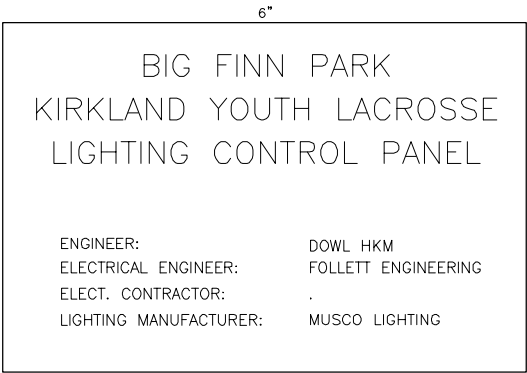 6"
BIG FINN PARK
KIRKLAND YOUTH LACROSSE
LIGHTING CONTROL PANEL
ENGINEER: DOWL HKM
ELECTRICAL ENGINEER: FOLLETT ENGINEERING
ELECT. CONTRACTOR: .
LIGHTING MANUFACTURER: MUSCO LIGHTING